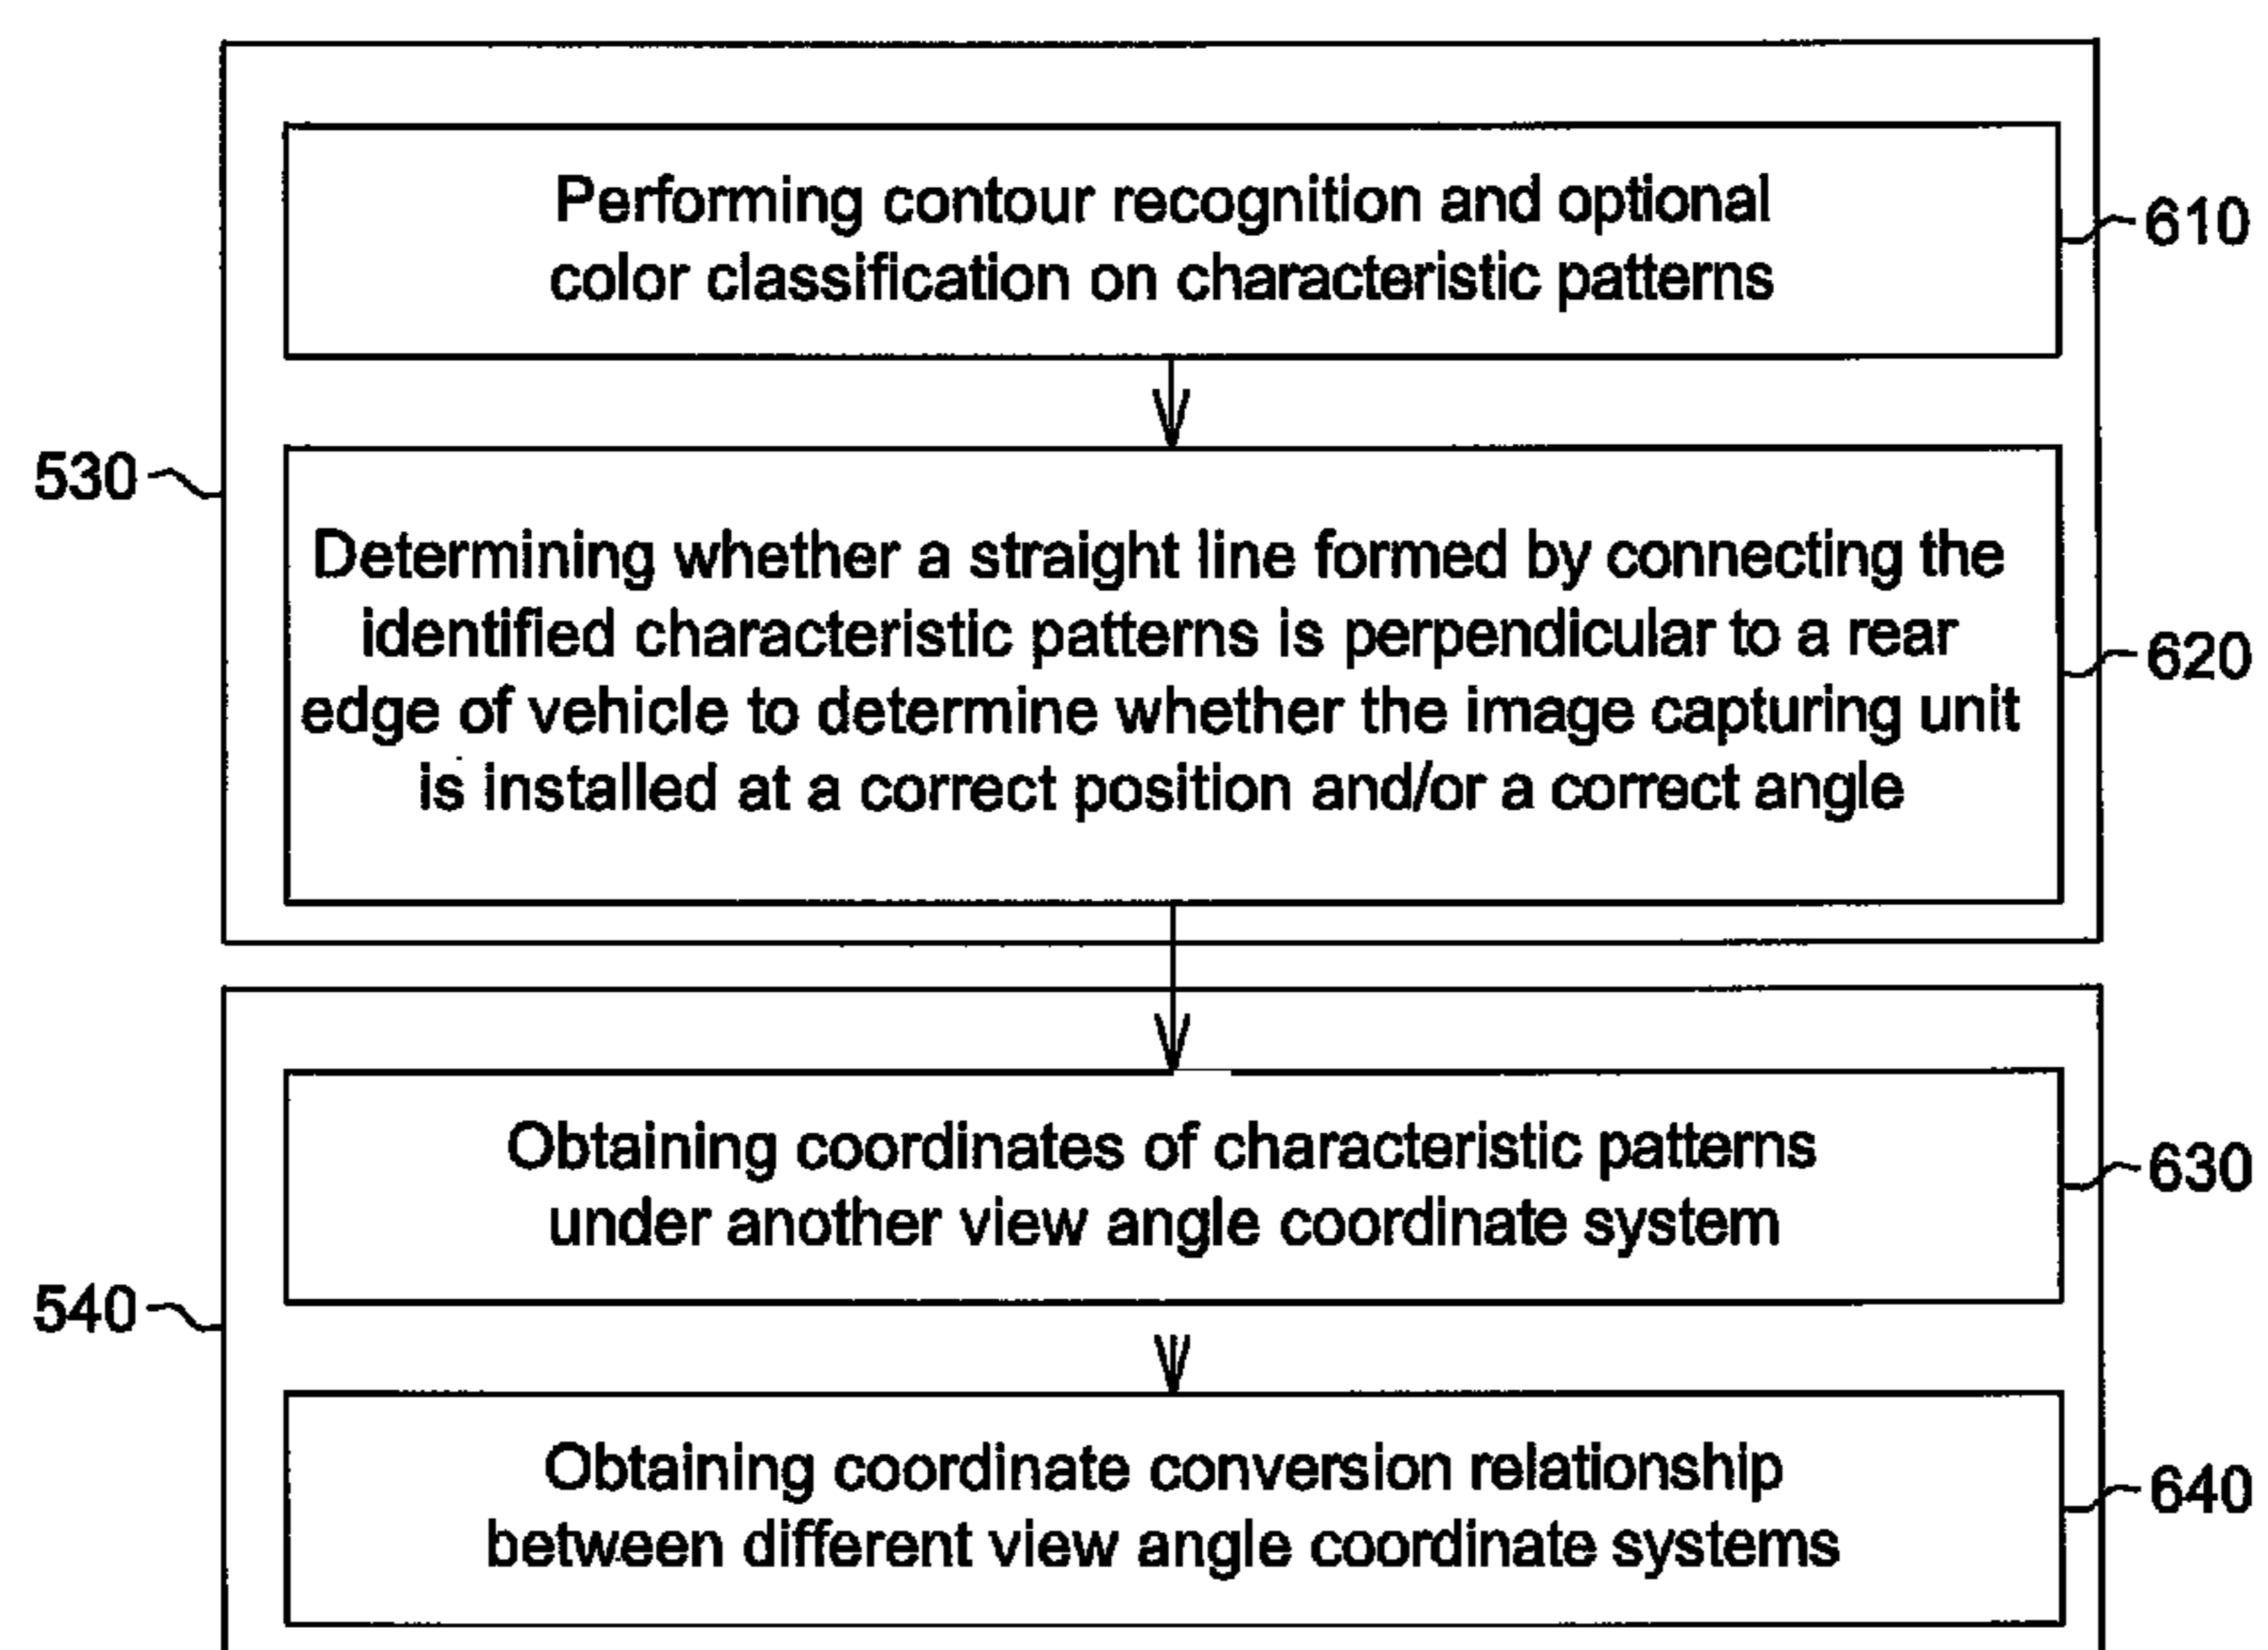 Performing contour recognition and optional
color classification on characteristic patterns
610
530
Determining whether a straight line formed by connecting the
identified characteristic patterns is perpendicular to a rear
edge of vehicle to determine whether the image capturing unit
is installed at a correct position and/or a correct angle
620
Obtaining coordinates of characteristic patterns
under another view angle coordinate system
630
540
Obtaining coordinate conversion relationship
between different view angle coordinate systems
640